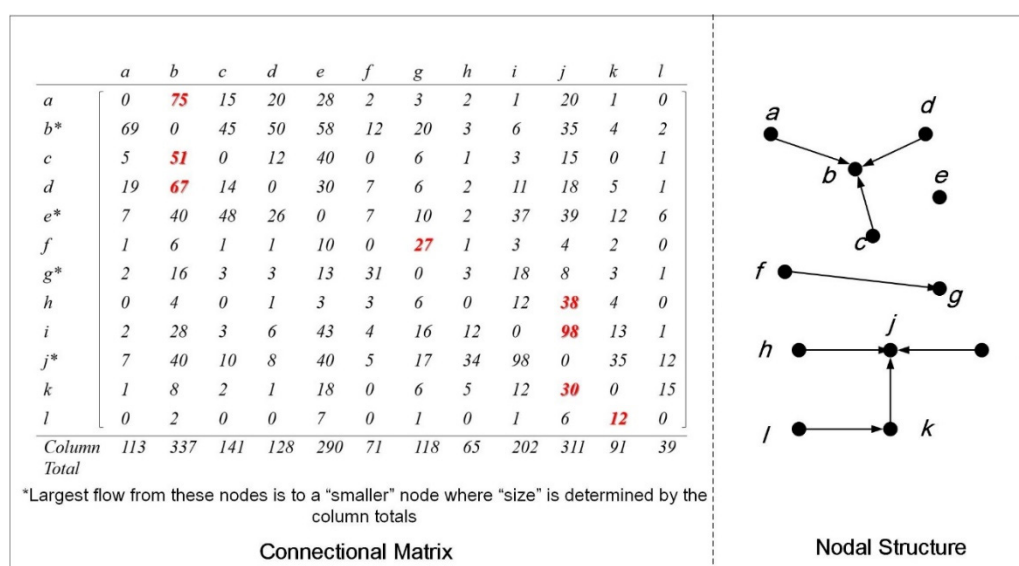 a b c d e f g h i j k l
a 0 75 15 20 28 2 3 2 1 20 1 0
b* 69 0 45 50 58 12 20 3 6 35 4 2
c 5 51 0 12 40 0 6 1 3 15 0 1
d 19 67 14 0 30 7 6 2 11 18 5 1
e* 7 40 48 26 0 7 10 2 37 39 12 6
f 1 6 1 1 10 0 27 1 3 4 2 0
g* 2 16 3 3 13 31 0 3 18 8 3 1
h 0 4 0 1 3 3 6 0 12 38 4 0
i 2 28 3 6 43 4 16 12 0 98 13 1
j* 7 40 10 8 40 5 17 34 98 0 35 12
k 1 8 2 1 18 0 6 5 12 30 0 15
l 0 2 0 0 7 0 1 0 1 6 12 0
Column 113 337 141 128 290 71 118 65 202 311 91 39
Total
*Largest flow from these nodes is to a “smaller” node where “size” is determined by the
column totals
Connectional Matrix
a
d
b
e
c
f
g
j
h
l
k
Nodal Structure